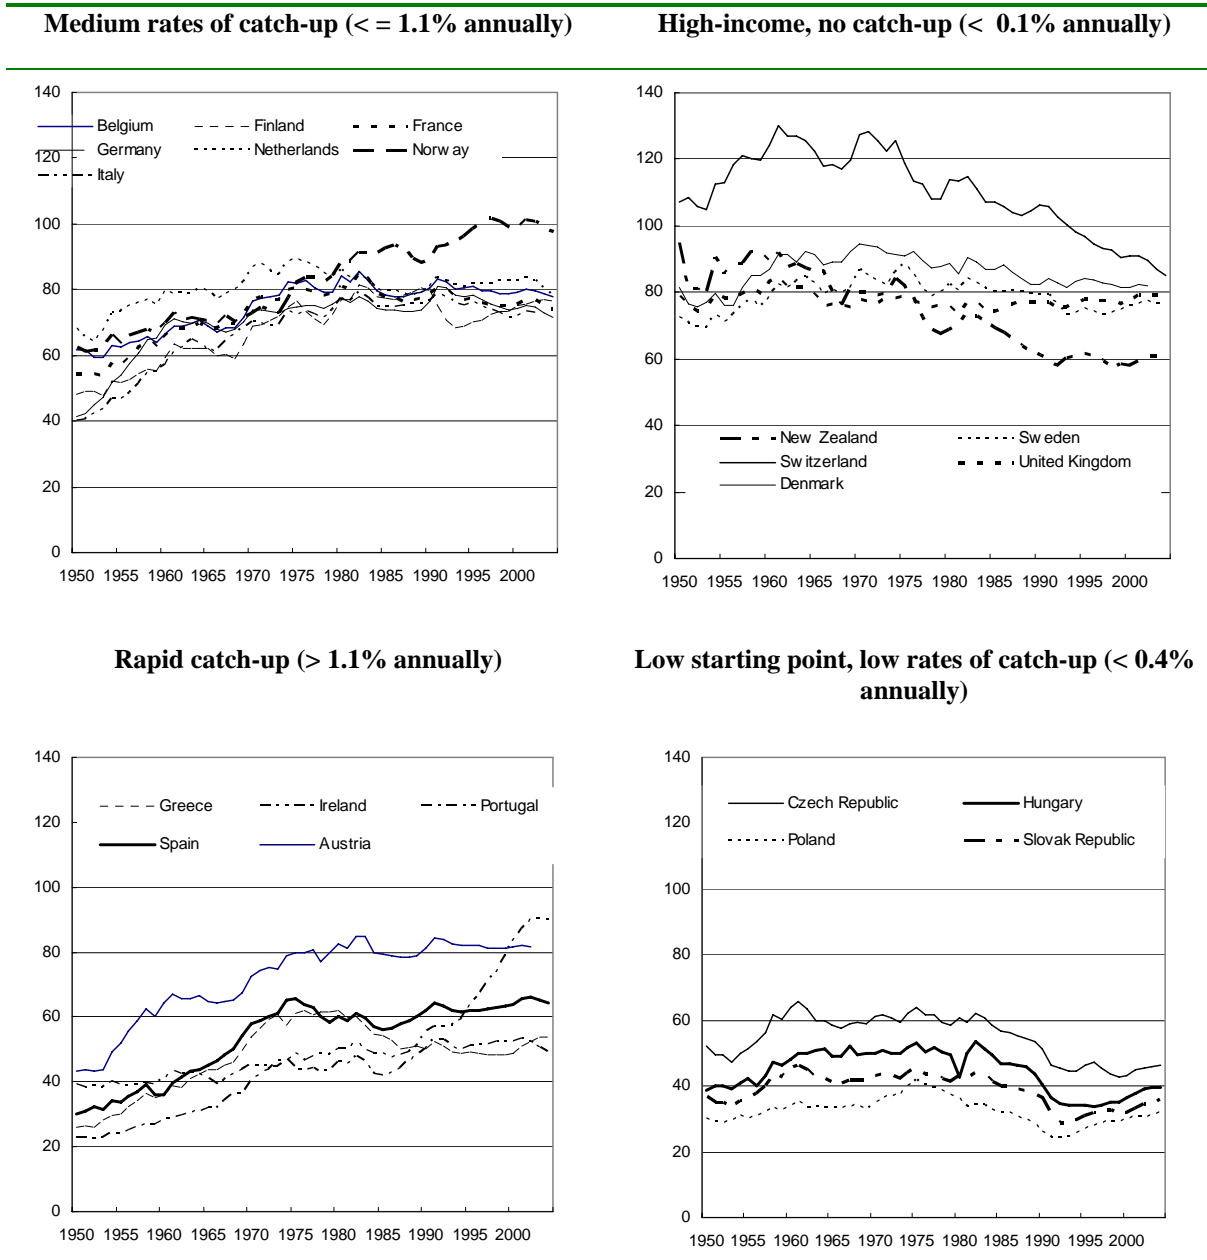 Medium rates of catch-up (< = 1.1% annually)
High-income, no catch-up (< 0.1% annually)
140
120
100
80
60
40
20
0
Belgium Finland France
Germany Netherlands Norway
Italy
1950 1955 1960 1965 1970 1975 1980 1985 1990 1995 2000
140
120
100
80
60
40
20
0
New Zealand Sweden
Switzerland United Kingdom
Denmark
1950 1955 1960 1965 1970 1975 1980 1985 1990 1995 2000
Rapid catch-up (> 1.1% annually)
Low starting point, low rates of catch-up (< 0.4%
annually)
140
120
100
80
60
40
20
0
Greece Ireland Portugal
Spain Austria
1950 1955 1960 1965 1970 1975 1980 1985 1990 1995 2000
140
120
100
80
60
40
20
0
Czech Republic Hungary
Poland Slovak Republic
1950 1955 1960 1965 1970 1975 1980 1985 1990 1995 2000